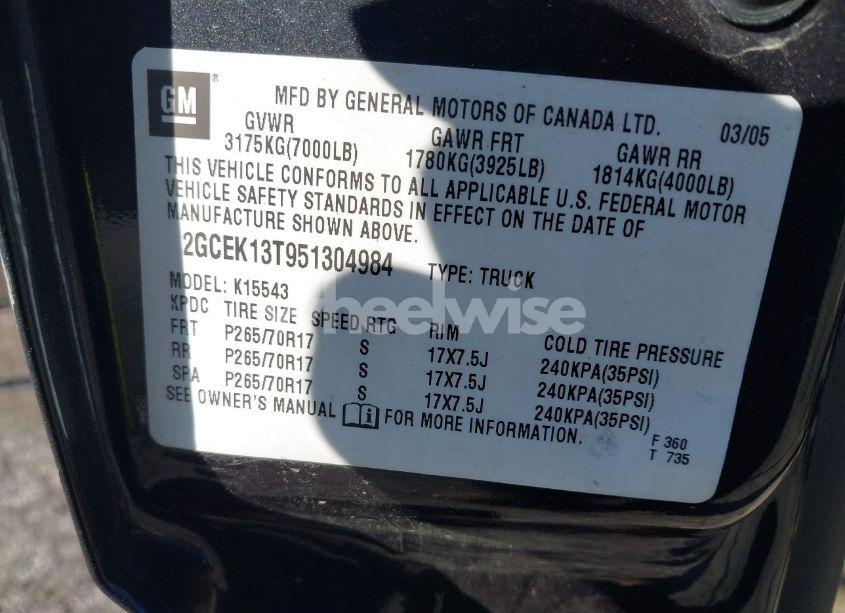 GM®
MFD BY GENERAL MOTORS OF CANADA LTD. 03/05
GVWR GAWR FRT GAWR RR
3175KG(7000LB) 1780KG(3925LB) 1814KG(4000LB)
THIS VEHICLE CONFORMS TO ALL APPLICABLE U.S. FEDERAL MOTOR
VEHICLE SAFETY STANDARDS IN EFFECT ON THE DATE OF
MANUFACTURE SHOWN ABOVE.
2GCEK13T951304984 TYPE: TRUCK
MODEL: K15543
KPDC TIRE SIZE SPEED RTG RIM COLD TIRE PRESSURE
FRT P265/70R17 S 17X7.5J 240KPA(35PSI)
RR P265/70R17 S 17X7.5J 240KPA(35PSI)
SPA P265/70R17 S 17X7.5J 240KPA(35PSI)
SEE OWNER'S MANUAL FOR MORE INFORMATION.
F 360
T 735
wheelwise